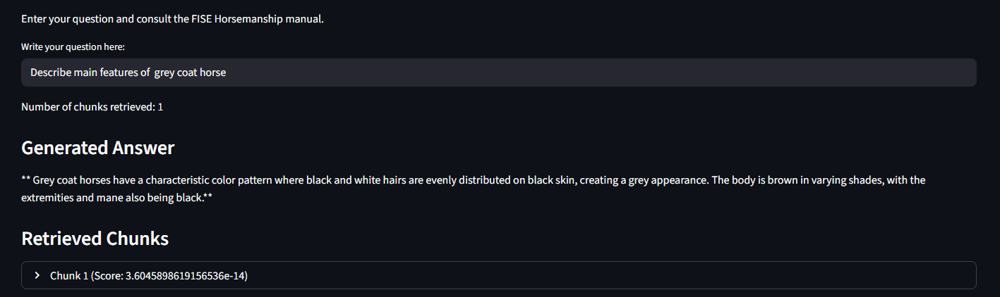 Enter your question and consult the FISE Horsemanship manual.
Write your question here:
Describe main features of  grey coat horse
Number of chunks retrieved: 1
Generated Answer
** Grey coat horses have a characteristic color pattern where black and white hairs are evenly distributed on black skin, creating a grey appearance. The body is brown in varying shades, with the
extremities and mane also being black.**
Retrieved Chunks
Chunk 1 (Score: 3.6045898619156536e-14)